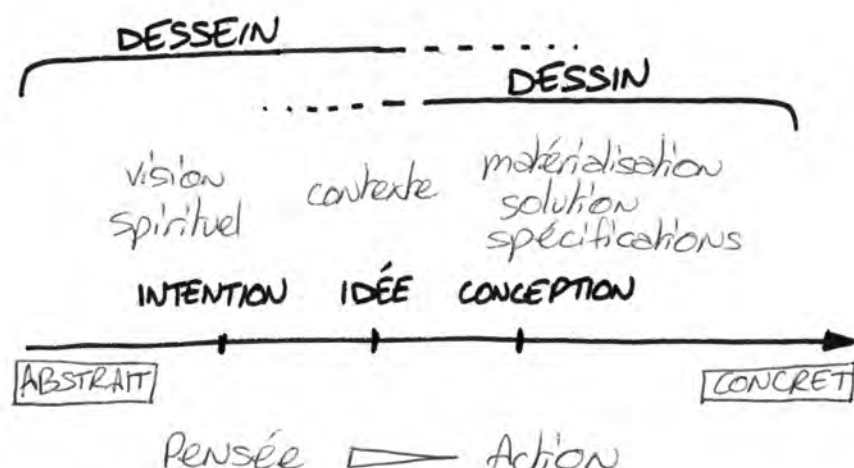 DESSEIN
DESSIN
vision contexte matérialisation
spirituel solution
spécifications
INTENTION IDÉE CONCEPTION
ABSTRAIT CONCRET
Pensée Action